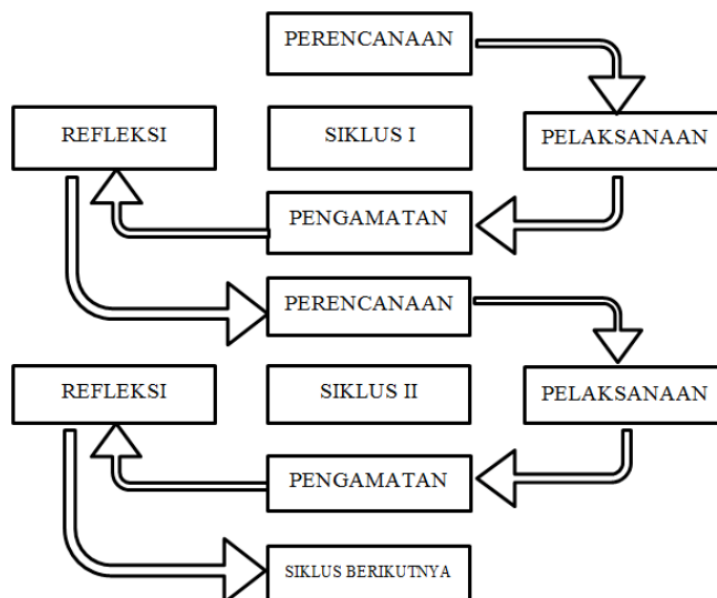 PERENCANAAN
REFLEKSI
SIKLUS I
PELAKSANAAN
PENGAMATAN
PERENCANAAN
REFLEKSI
SIKLUS II
PELAKSANAAN
PENGAMATAN
SIKLUS BERIKUTNYA